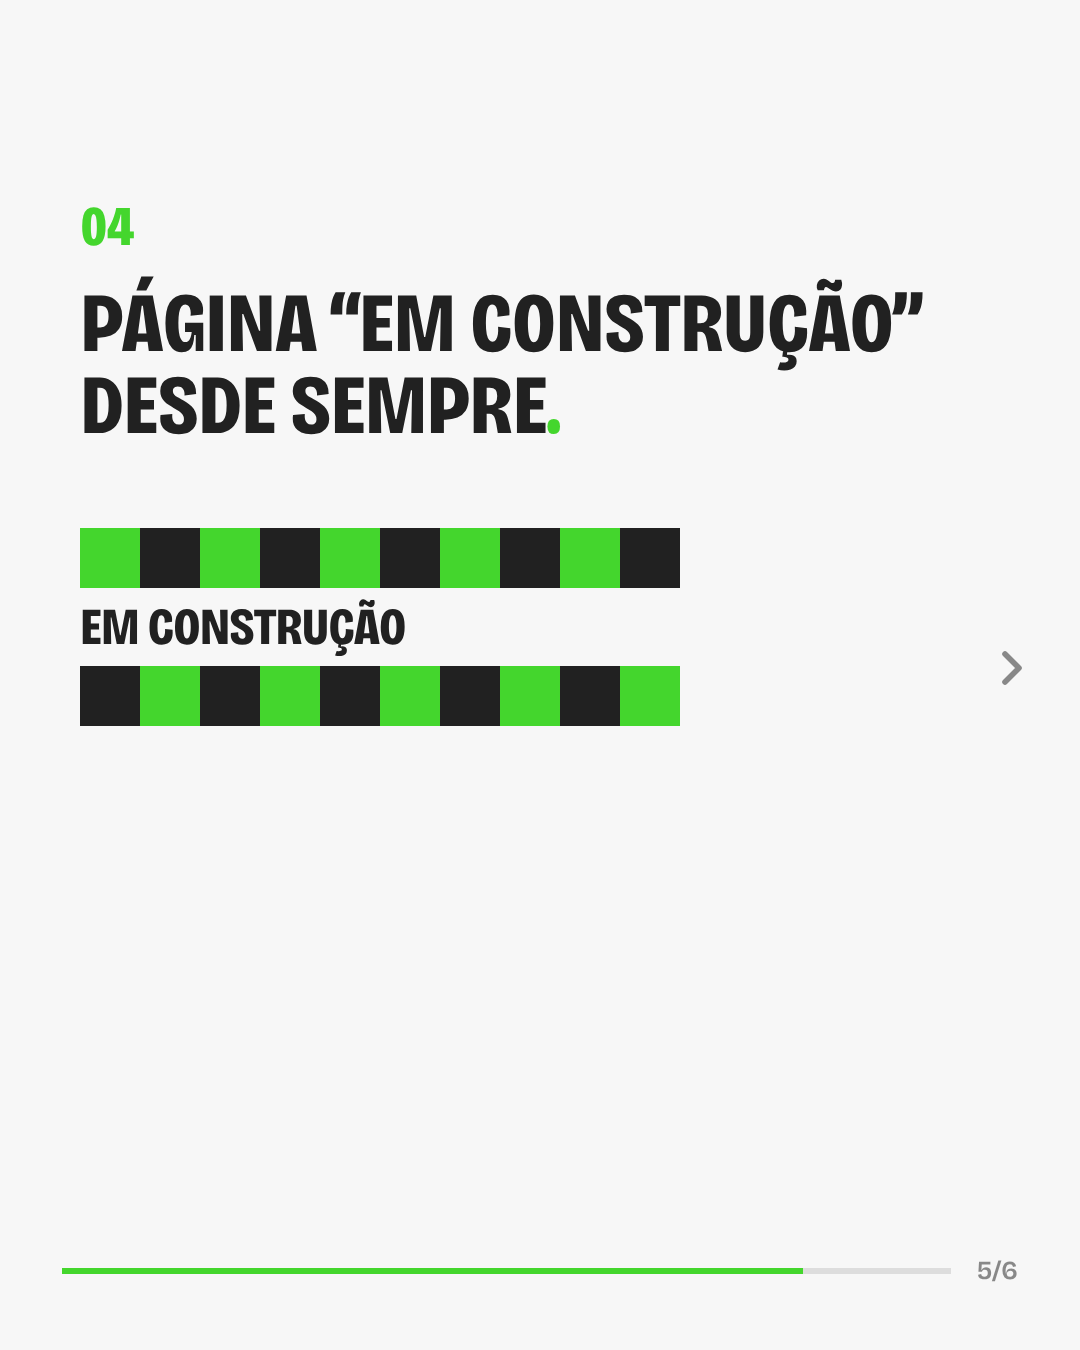 04
PÁGINA “EM CONSTRUÇÃO”
DESDE SEMPRE.
EM CONSTRUÇÃO
5/6